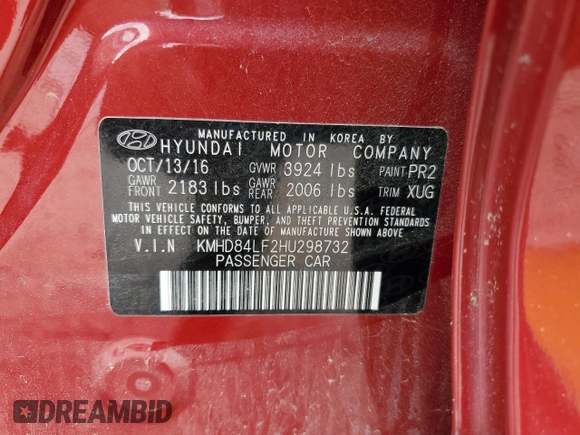 MANUFACTURED IN KOREA BY
HYUNDAI MOTOR COMPANY
OCT/13/16 GVWR 3924 lbs PAINT PR2
GAWR FRONT 2183 lbs GAWR REAR 2006 lbs TRIM XUG
THIS VEHICLE CONFORMS TO ALL APPLICABLE U.S.A. FEDERAL
MOTOR VEHICLE SAFETY, BUMPER, AND THEFT PREVENTION STANDARDS
IN EFFECT ON THE DATE OF MANUFACTURE SHOWN ABOVE.
V.I.N KMHD84LF2HU298732
PASSENGER CAR
DREAMBID